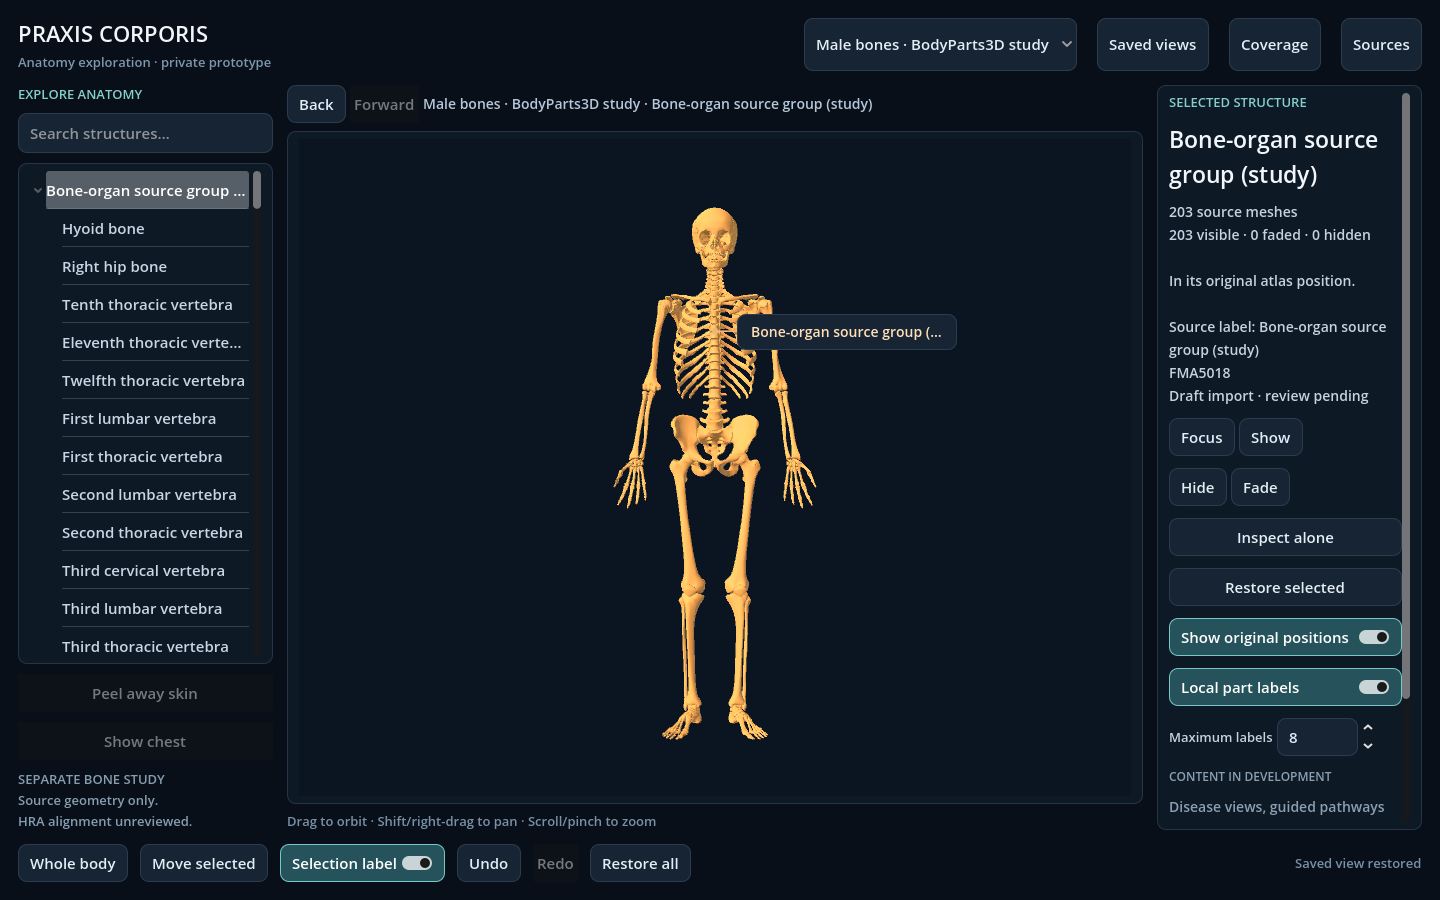 PRAXIS CORPORIS
Anatomy exploration · private prototype
Male bones · BodyParts3D study
Saved views
Coverage
Sources
EXPLORE ANATOMY
Search structures...
Bone-organ source group ...
Hyoid bone
Right hip bone
Tenth thoracic vertebra
Eleventh thoracic verte...
Twelfth thoracic vertebra
First lumbar vertebra
First thoracic vertebra
Second lumbar vertebra
Second thoracic vertebra
Third cervical vertebra
Third lumbar vertebra
Third thoracic vertebra
Peel away skin
Show chest
SEPARATE BONE STUDY
Source geometry only.
HRA alignment unreviewed.
Back
Forward
Male bones · BodyParts3D study · Bone-organ source group (study)
Bone-organ source group (...
Drag to orbit · Shift/right-drag to pan · Scroll/pinch to zoom
SELECTED STRUCTURE
Bone-organ source
group (study)
203 source meshes
203 visible · 0 faded · 0 hidden
In its original atlas position.
Source label: Bone-organ source
group (study)
FMA5018
Draft import · review pending
Focus
Show
Hide
Fade
Inspect alone
Restore selected
Show original positions
Local part labels
Maximum labels
8
CONTENT IN DEVELOPMENT
Disease views, guided pathways
Whole body
Move selected
Selection label
Undo
Redo
Restore all
Saved view restored